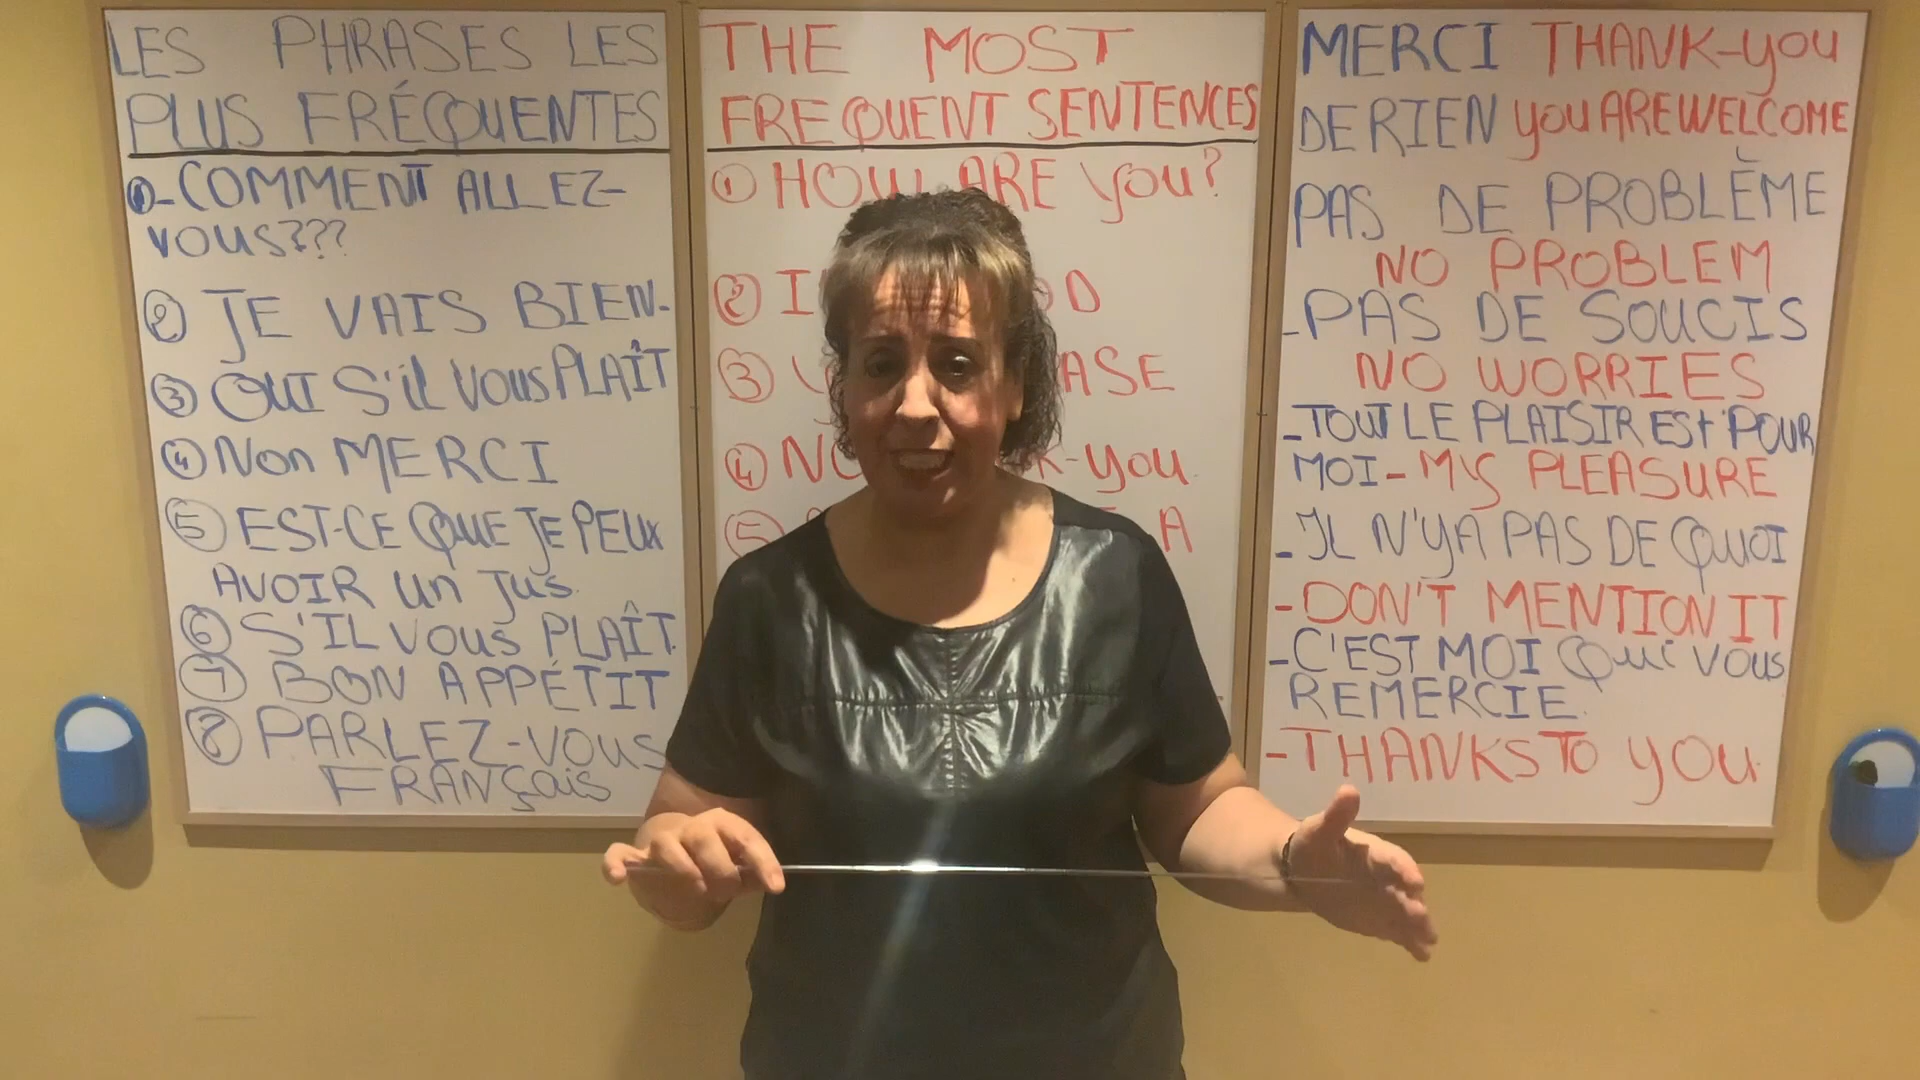 LES PHRASES LES
PLUS FRÉQUENTES
1-COMMENT ALLEZ-
VOUS???
2 JE VAIS BIEN-
3 OUI S'il VOUS PLAÎT
4 Non MERCI
5 EST-CE QUE JE PEUX
AVOIR un Jus
6 S'IL VOUS PLAÎT
7 BON APPÉTIT
8 PARLEZ-VOUS
FRANÇAIS
THE MOST
FREQUENT SENTENCES
1 HOW ARE YOU?
2 I
3
4 you
5 A
MERCI THANK-you
DE RIEN you ARE WELCOME
PAS DE PROBLÈME
NO PROBLEM
-PAS DE SOUCIS
NO WORRIES
-TOUT LE PLAISIR ESt POUR
MOI-MY PLEASURE
-IL N'YA PAS DE QUOI
-DON'T MENTION IT
-C'EST MOI Qui VOUS
REMERCIE.
-THANKS TO YOU